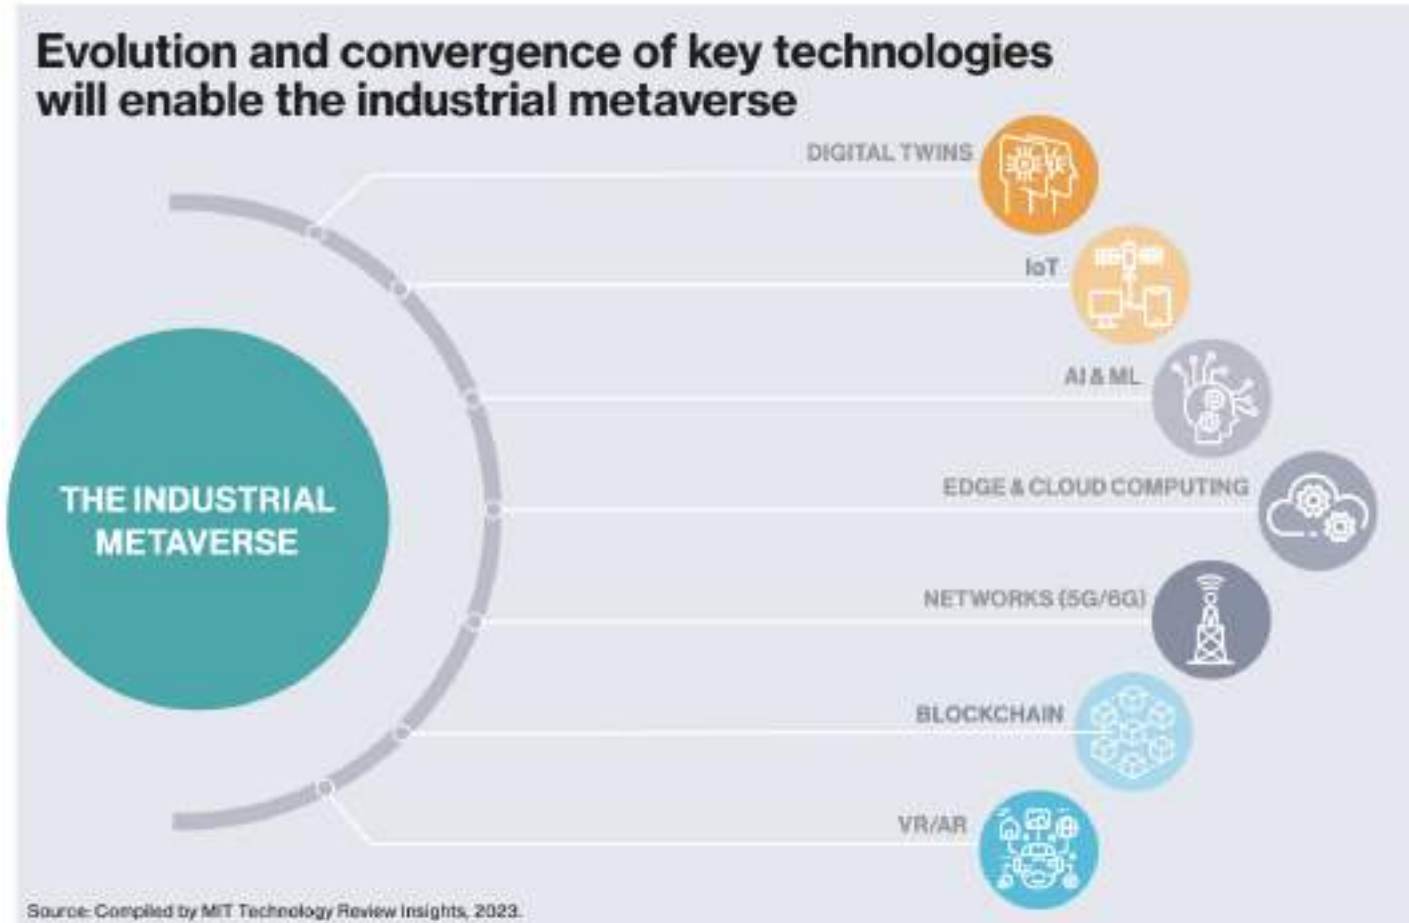 Evolution and convergence of key technologies
will enable the industrial metaverse
DIGITAL TWINS
IoT
AI & ML
EDGE & CLOUD COMPUTING
NETWORKS (5G/6G)
BLOCKCHAIN
VR/AR
THE INDUSTRIAL
METAVERSE
Source: Compiled by MIT Technology Review Insights, 2023.